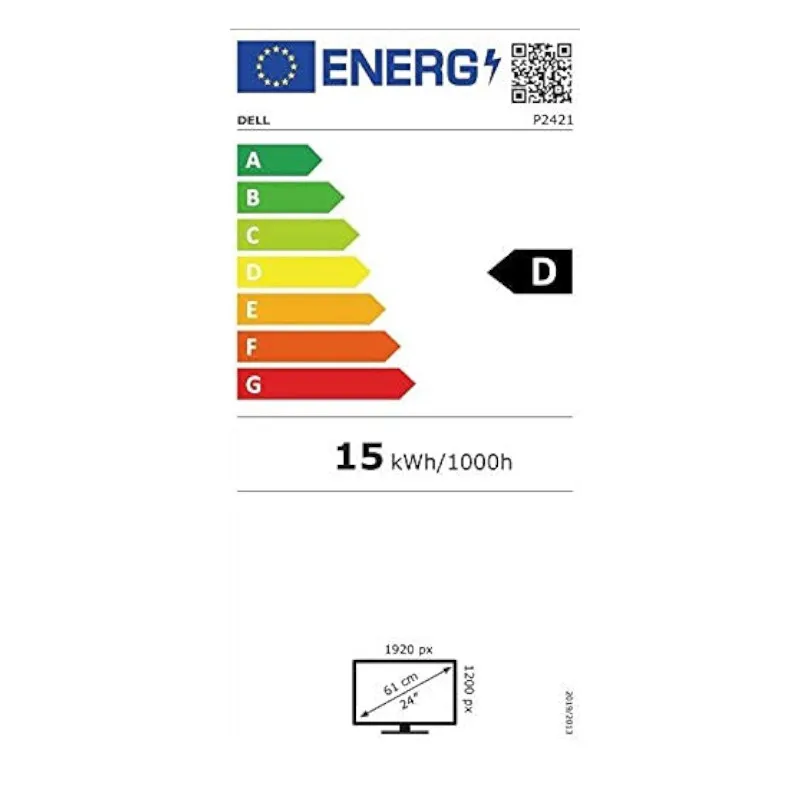 ENERG
DELL
P2421
A
B
C
D
D
E
F
G
15 kWh/1000h
1920 px
61 cm
24"
1200 px
2019/2013